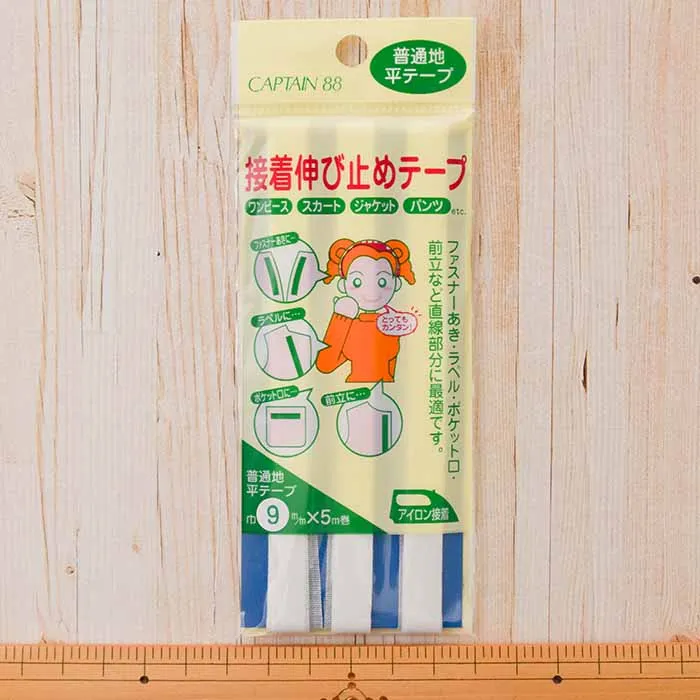 CAPTAIN 88
普通地
平テープ
接着伸び止めテープ
ワンピース スカート ジャケット パンツ etc.
ファスナーあきに…
ラペルに…
ポケット口に…
前立に…
とっても
カンタン!
ファスナーあき・ラペル・ポケット口・
前立など直線部分に最適です。
普通地
平テープ
巾 9 m/m×5m巻
アイロン接着